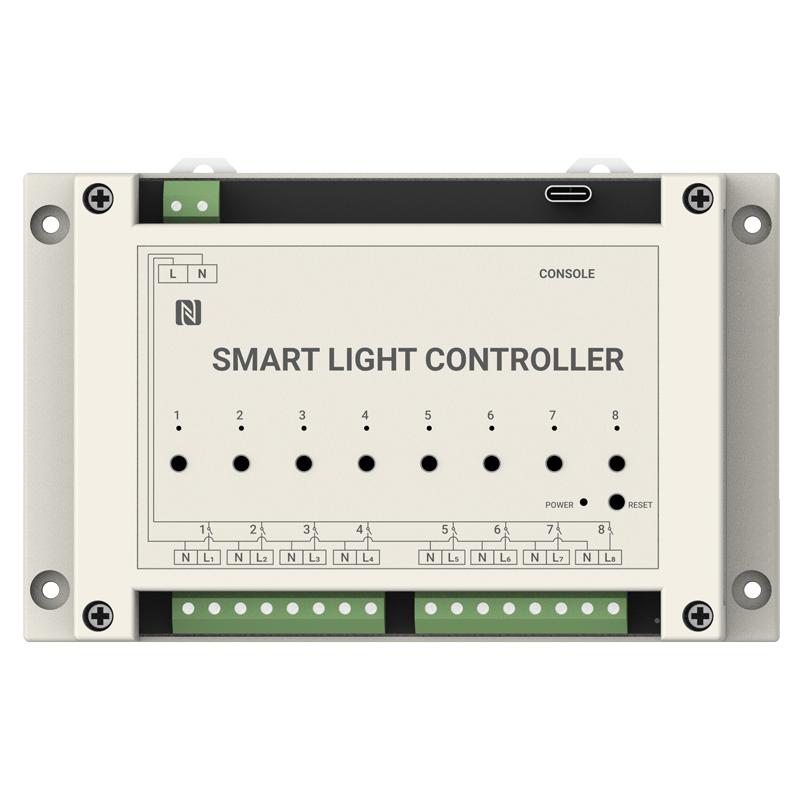 L N
CONSOLE
SMART LIGHT CONTROLLER
1 2 3 4 5 6 7 8
POWER RESET
1 2 3 4 5 6 7 8
N L₁ N L₂ N L₃ N L₄ N L₅ N L₆ N L₇ N L₈